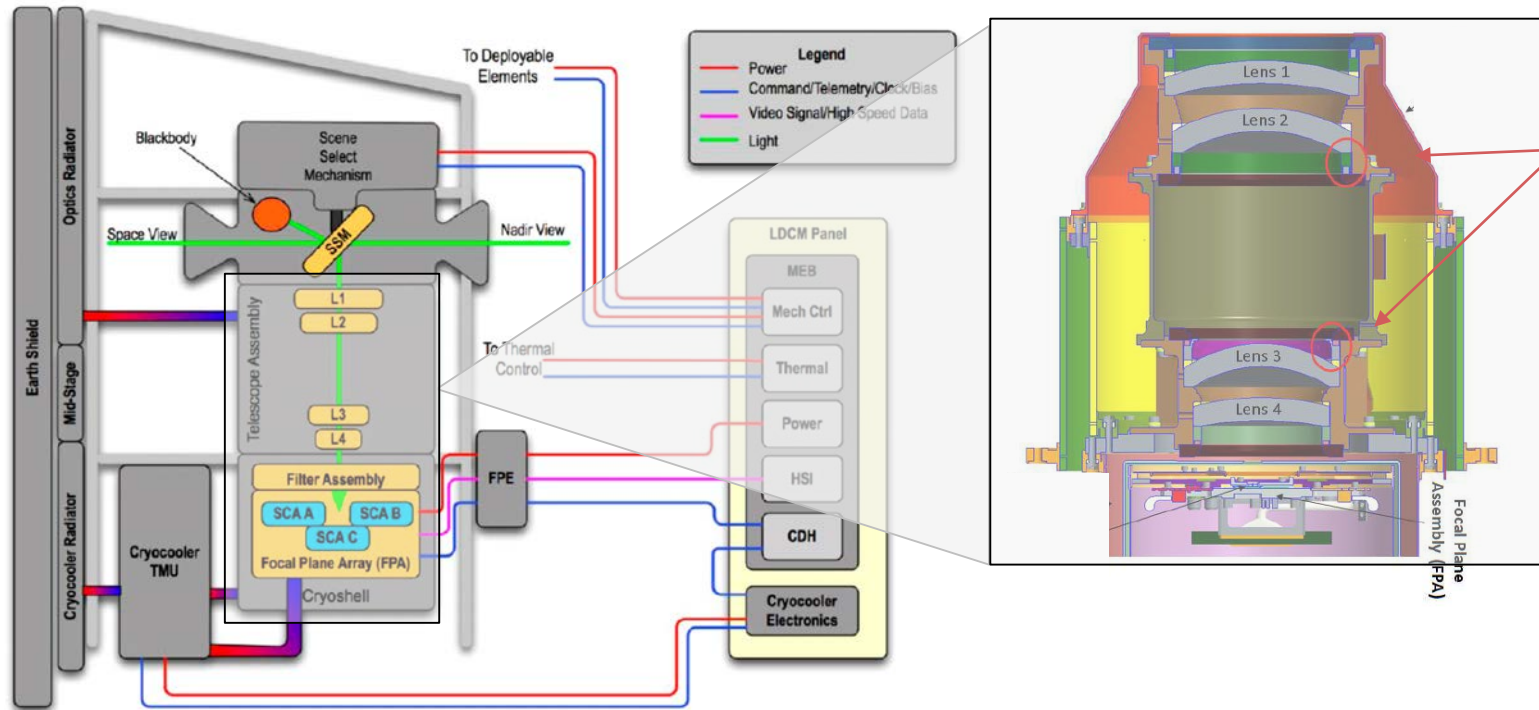 Earth Shield
Optics Radiator
Mid-Stage
Cryocooler Radiator
Blackbody
Scene
Select
Mechanism
Space View
SSM
Nadir View
Telescope Assembly
L1
L2
L3
L4
Filter Assembly
SCA A
SCA B
SCA C
Focal Plane Array (FPA)
Cryoshell
Cryocooler
TMU
FPE
To Deployable
Elements
To Thermal
Control
Legend
Power
Command/Telemetry/Clock/Bias
Video Signal/High Speed Data
Light
LDCM Panel
MEB
Mech Ctrl
Thermal
Power
HSI
CDH
Cryocooler
Electronics
Lens 1
Lens 2
Lens 3
Lens 4
Focal Plane
Assembly (FPA)